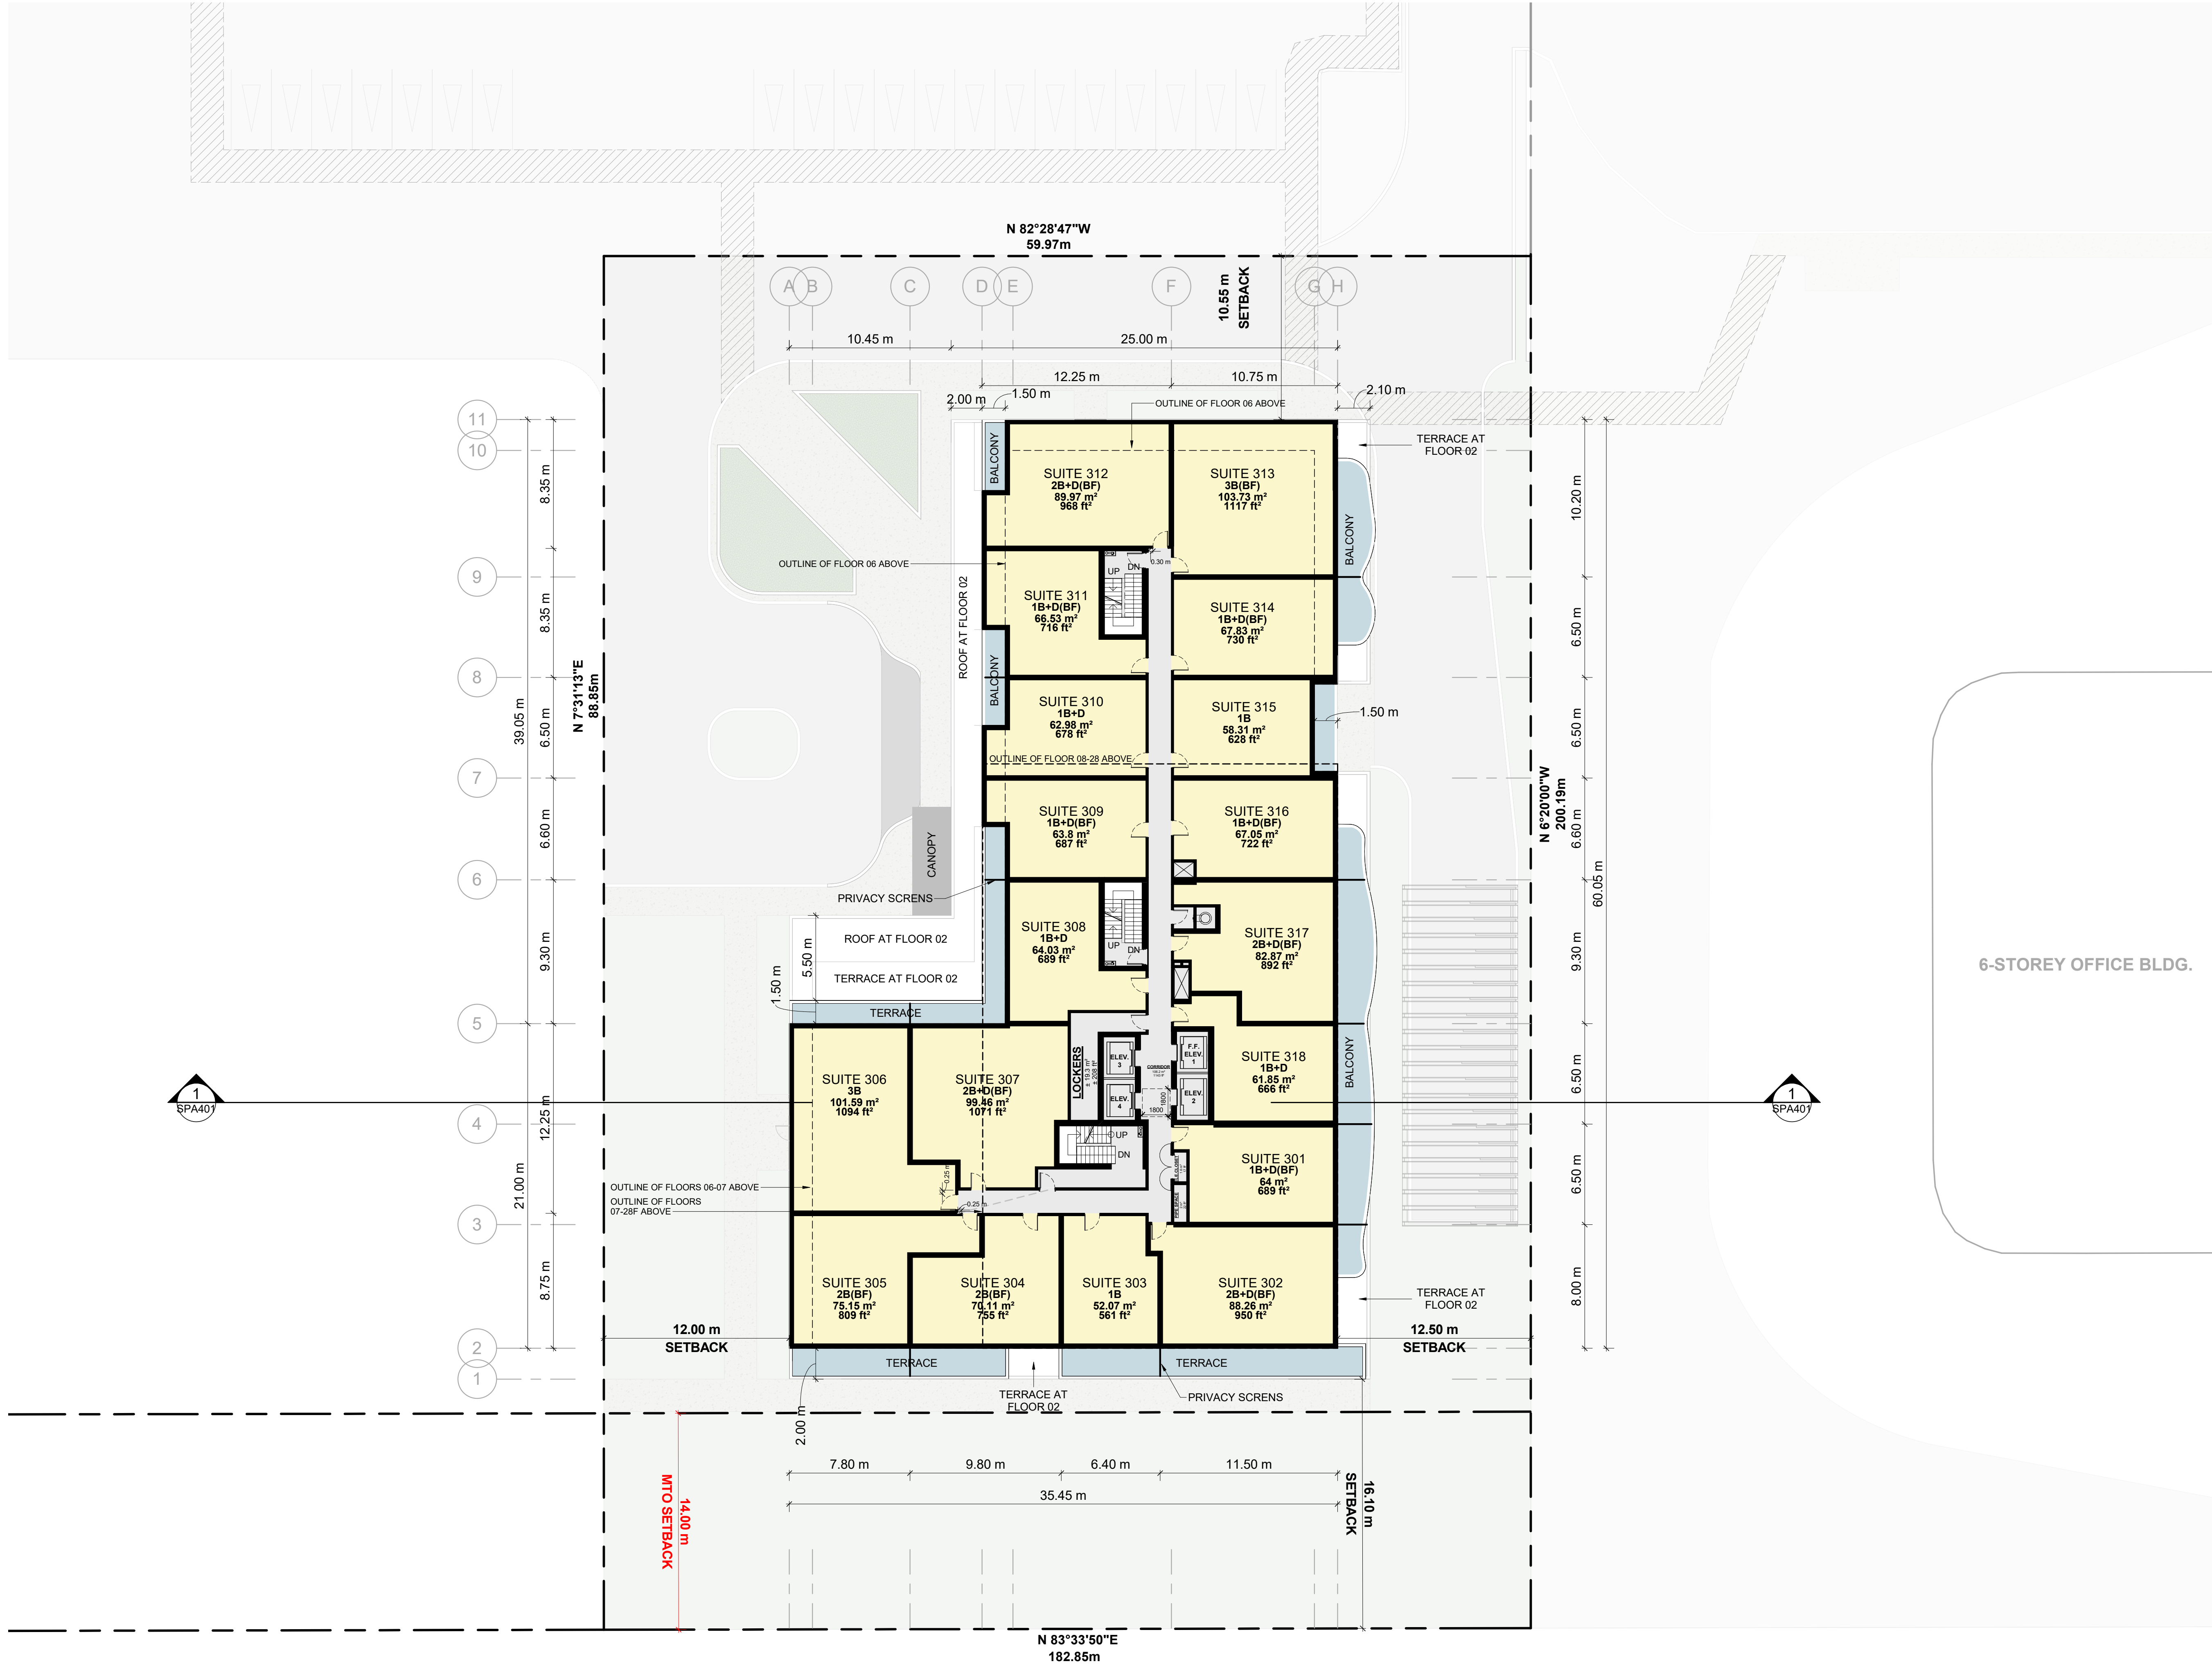 N 82°28'47"W
59.97m
A
B
C
D
E
F
G
H
10.55 m
SETBACK
10.45 m
25.00 m
12.25 m
10.75 m
2.00 m
1.50 m
2.10 m
OUTLINE OF FLOOR 06 ABOVE
11
10
9
8
7
6
5
4
3
2
1
8.35 m
8.35 m
6.50 m
6.60 m
9.30 m
12.25 m
8.75 m
39.05 m
21.00 m
N 7°31'13"E
88.85m
BALCONY
SUITE 312
2B+D(BF)
89.97 m²
968 ft²
SUITE 313
3B(BF)
103.73 m²
1117 ft²
TERRACE AT
FLOOR 02
BALCONY
10.20 m
OUTLINE OF FLOOR 06 ABOVE
ROOF AT FLOOR 02
UP
DN
0.30 m
SUITE 311
1B+D(BF)
66.53 m²
716 ft²
SUITE 314
1B+D(BF)
67.83 m²
730 ft²
6.50 m
BALCONY
SUITE 310
1B+D
62.98 m²
678 ft²
SUITE 315
1B
58.31 m²
628 ft²
1.50 m
6.50 m
OUTLINE OF FLOOR 08-28 ABOVE
N 6°20'00"W
200.19m
SUITE 309
1B+D(BF)
63.8 m²
687 ft²
SUITE 316
1B+D(BF)
67.05 m²
722 ft²
6.60 m
60.05 m
CANOPY
PRIVACY SCRENS
ROOF AT FLOOR 02
5.50 m
TERRACE AT FLOOR 02
1.50 m
TERRACE
SUITE 308
1B+D
64.03 m²
689 ft²
UP
DN
SUITE 317
2B+D(BF)
82.87 m²
892 ft²
9.30 m
6-STOREY OFFICE BLDG.
SUITE 306
3B
101.59 m²
1094 ft²
SUITE 307
2B+D(BF)
99.46 m²
1071 ft²
LOCKERS
± 19.3 m²
± 208 ft²
ELEV.
3
ELEV.
4
F.F.
ELEV.
1
ELEV.
2
CORRIDOR
1800
1800
SUITE 318
1B+D
61.85 m²
666 ft²
BALCONY
6.50 m
1
SPA401
1
SPA401
UP
DN
SUITE 301
1B+D(BF)
64 m²
689 ft²
6.50 m
0.25 m
0.25 m
OUTLINE OF FLOORS 06-07 ABOVE
OUTLINE OF FLOORS
07-28F ABOVE
SUITE 305
2B(BF)
75.15 m²
809 ft²
SUITE 304
2B(BF)
70.11 m²
755 ft²
SUITE 303
1B
52.07 m²
561 ft²
SUITE 302
2B+D(BF)
88.26 m²
950 ft²
TERRACE AT
FLOOR 02
8.00 m
12.00 m
SETBACK
12.50 m
SETBACK
TERRACE
TERRACE
TERRACE AT
FLOOR 02
PRIVACY SCRENS
2.00 m
7.80 m
9.80 m
6.40 m
11.50 m
35.45 m
14.00 m
MTO SETBACK
16.10 m
SETBACK
N 83°33'50"E
182.85m